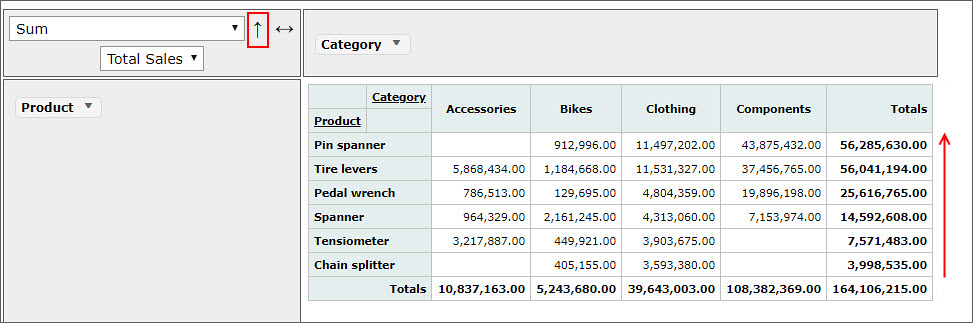 Sum ↑ ↔
Total Sales
Category
Product
Category Accessories Bikes Clothing Components Totals
Product
Pin spanner 912,996.00 11,497,202.00 43,875,432.00 56,285,630.00
Tire levers 5,868,434.00 1,184,668.00 11,531,327.00 37,456,765.00 56,041,194.00
Pedal wrench 786,513.00 129,695.00 4,804,359.00 19,896,198.00 25,616,765.00
Spanner 964,329.00 2,161,245.00 4,313,060.00 7,153,974.00 14,592,608.00
Tensiometer 3,217,887.00 449,921.00 3,903,675.00 7,571,483.00
Chain splitter 405,155.00 3,593,380.00 3,998,535.00
Totals 10,837,163.00 5,243,680.00 39,643,003.00 108,382,369.00 164,106,215.00